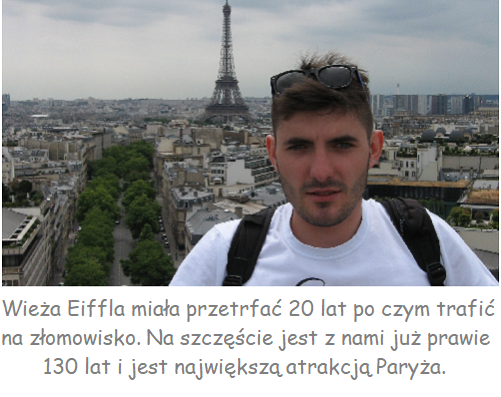 Wieża Eiffla miała przetrfać 20 lat po czym trafić
na złomowisko. Na szczęście jest z nami już prawie
130 lat i jest największą atrakcją Paryża.